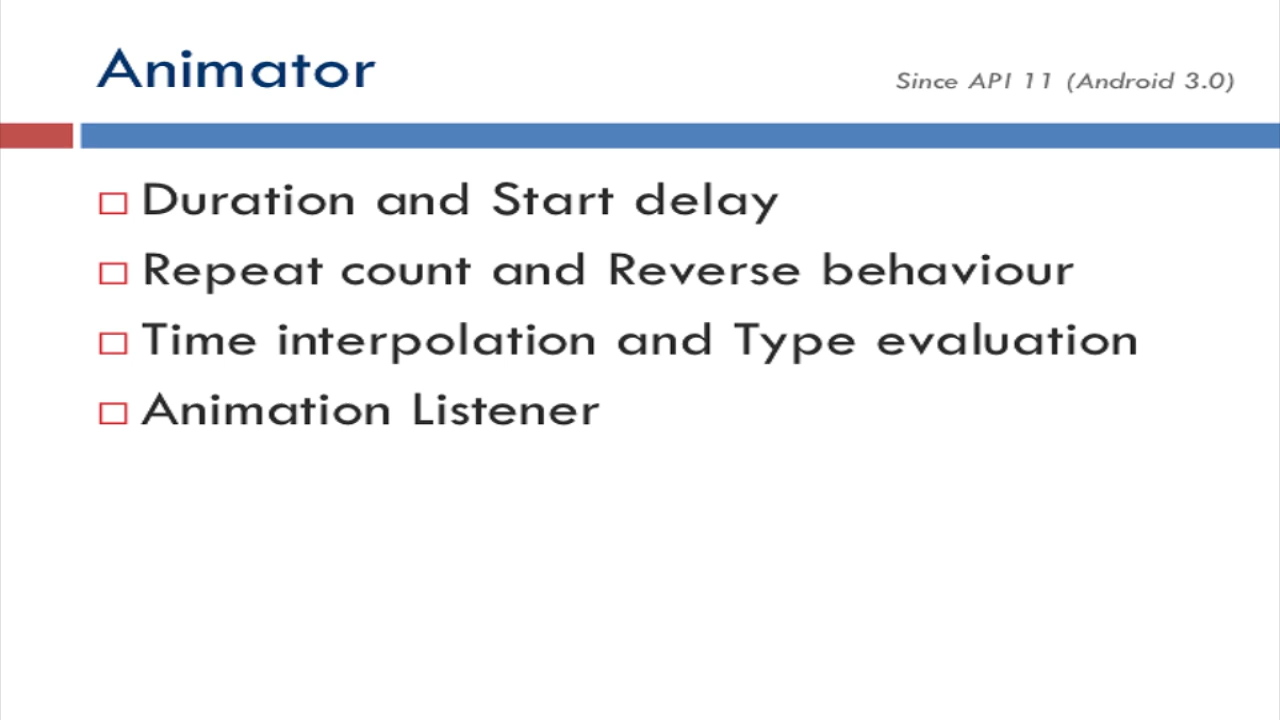 Animator
Since API 11 (Android 3.0)
Duration and Start delay
Repeat count and Reverse behaviour
Time interpolation and Type evaluation
Animation Listener